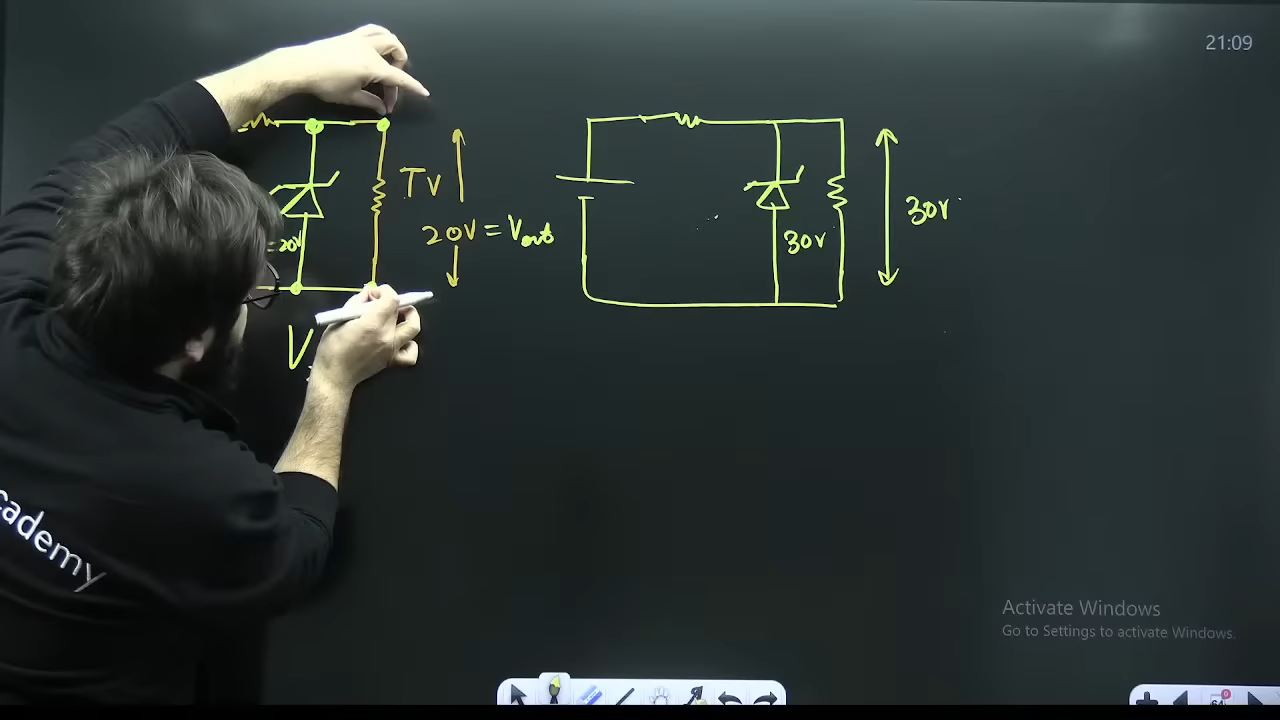 21:09
TV
20V = Vout
= 20V
V
30V
30V
cademy
Activate Windows
Go to Settings to activate Windows.